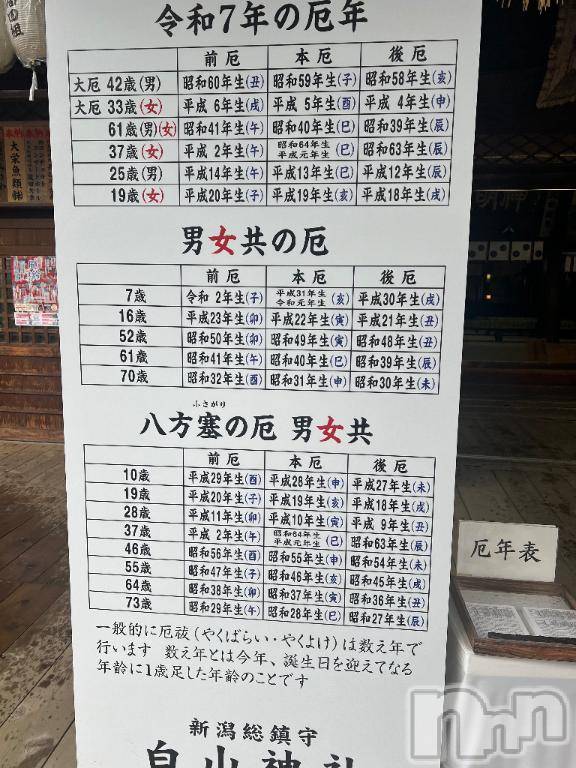 令和7年の厄年
前厄 本厄 後厄
大厄 42歳(男) 昭和60年生(丑) 昭和59年生(子) 昭和58年生(亥)
大厄 33歳(女) 平成 6年生(戌) 平成 5年生(酉) 平成 4年生(申)
61歳(男)(女) 昭和41年生(午) 昭和40年生(巳) 昭和39年生(辰)
37歳(女) 平成 2年生(午) 昭和64年生 平成元年生 (巳) 昭和63年生(辰)
25歳(男) 平成14年生(午) 平成13年生(巳) 平成12年生(辰)
19歳(女) 平成20年生(子) 平成19年生(亥) 平成18年生(戌)
男女共の厄
前厄 本厄 後厄
7歳 令和 2年生(子) 平成31年生 令和元年生 (亥) 平成30年生(戌)
16歳 平成23年生(卯) 平成22年生(寅) 平成21年生(丑)
52歳 昭和50年生(卯) 昭和49年生(寅) 昭和48年生(丑)
61歳 昭和41年生(午) 昭和40年生(巳) 昭和39年生(辰)
70歳 昭和32年生(酉) 昭和31年生(申) 昭和30年生(未)
ふさがり
八方塞の厄 男女共
前厄 本厄 後厄
10歳 平成29年生(酉) 平成28年生(申) 平成27年生(未)
19歳 平成20年生(子) 平成19年生(亥) 平成18年生(戌)
28歳 平成11年生(卯) 平成10年生(寅) 平成 9年生(丑)
37歳 平成 2年生(午) 昭和64年生 平成元年生 (巳) 昭和63年生(辰)
46歳 昭和56年生(酉) 昭和55年生(申) 昭和54年生(未)
55歳 昭和47年生(子) 昭和46年生(亥) 昭和45年生(戌)
64歳 昭和38年生(卯) 昭和37年生(寅) 昭和36年生(丑)
73歳 昭和29年生(午) 昭和28年生(巳) 昭和27年生(辰)
一般的に厄祓(やくばらい・やくよけ)は数え年で
行います 数え年とは今年、誕生日を迎えてなる
年齢に1歳足した年齢のことです
新潟総鎮守
白山神社
厄年表
大栄魚類㈱
nnn